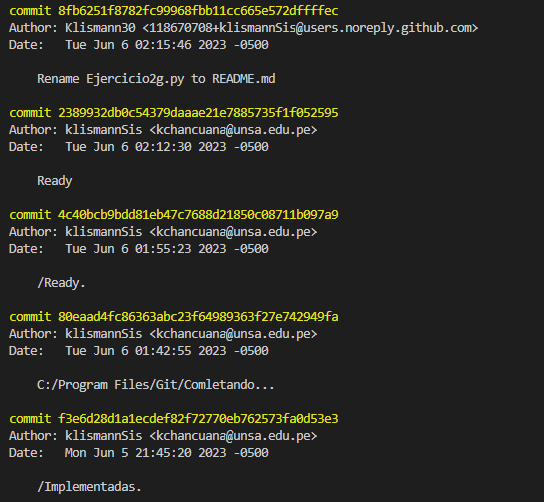 commit 8fb6251f8782fc99968fbb11cc665e572dffffec
Author: Klismann30 <118670708+klismannSis@users.noreply.github.com>
Date:   Tue Jun 6 02:15:46 2023 -0500
Rename Ejercicio2g.py to README.md
commit 2389932db0c54379daaae21e7885735f1f052595
Author: klismannSis <kchancuana@unsa.edu.pe>
Date:   Tue Jun 6 02:12:30 2023 -0500
Ready
commit 4c40bcb9bdd81eb47c7688d21850c08711b097a9
Author: klismannSis <kchancuana@unsa.edu.pe>
Date:   Tue Jun 6 01:55:23 2023 -0500
/Ready.
commit 80eaad4fc86363abc23f64989363f27e742949fa
Author: klismannSis <kchancuana@unsa.edu.pe>
Date:   Tue Jun 6 01:42:55 2023 -0500
C:/Program Files/Git/Comletando...
commit f3e6d28d1a1ecdef82f72770eb762573fa0d53e3
Author: klismannSis <kchancuana@unsa.edu.pe>
Date:   Mon Jun 5 21:45:20 2023 -0500
/Implementadas.